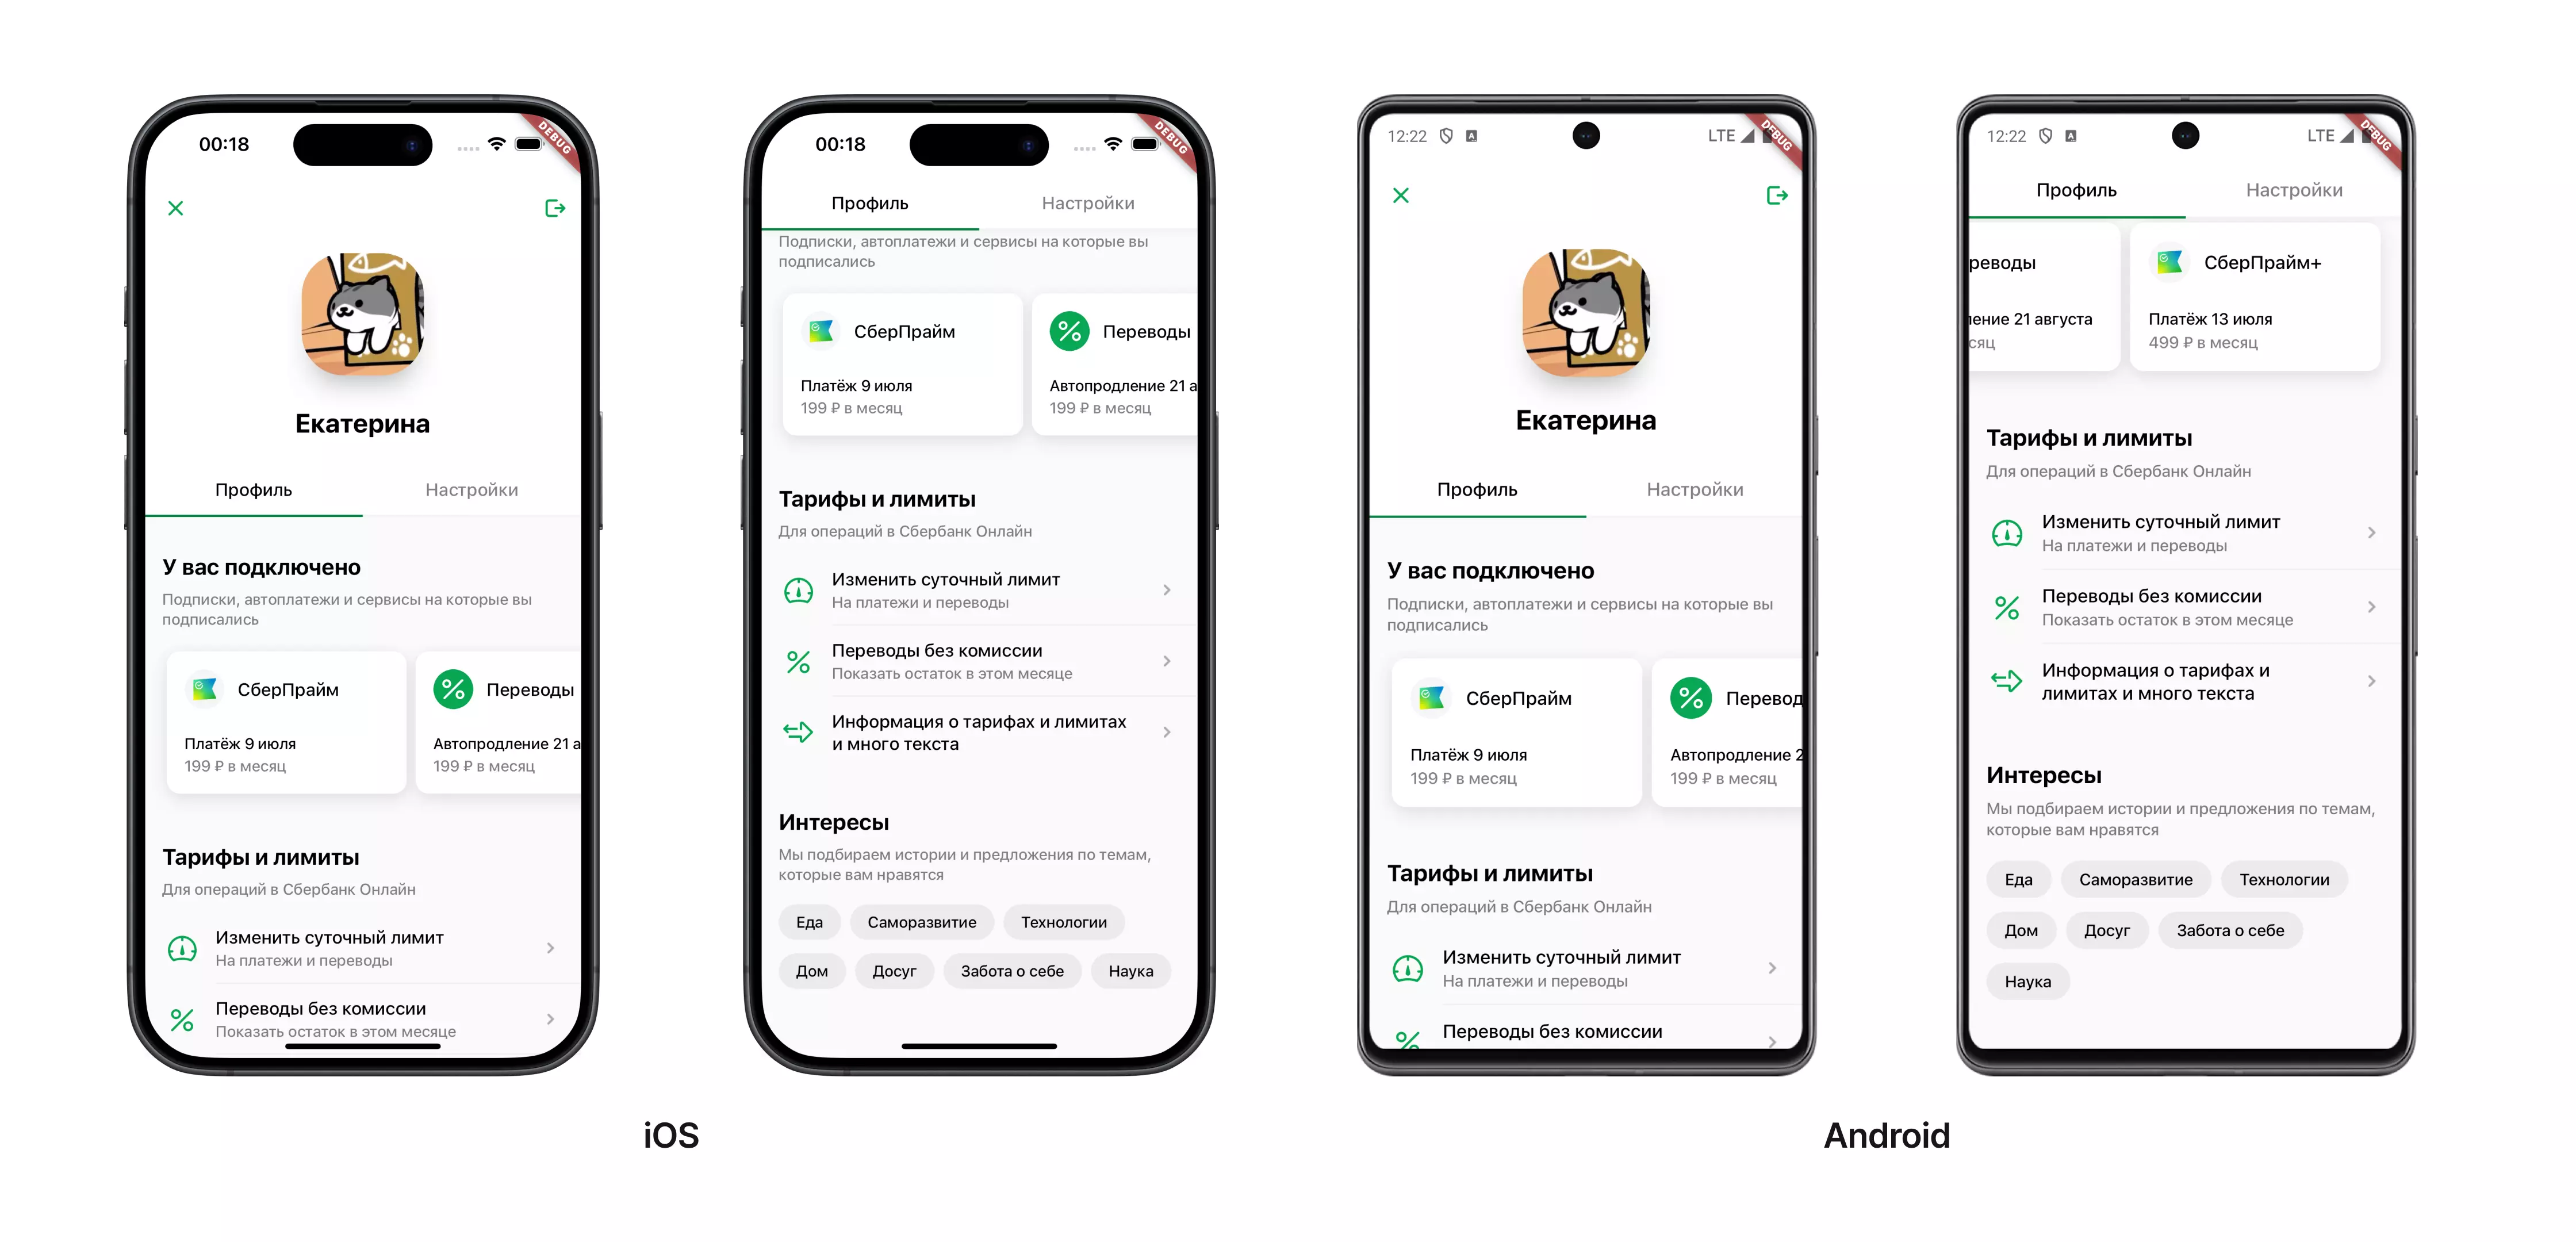 00:18
DEBUG
Екатерина
Профиль
Настройки
У вас подключено
Подписки, автоплатежи и сервисы на которые вы
подписались
СберПрайм
Платёж 9 июля
199 ₽ в месяц
Переводы
Автопродление 21 а
199 ₽ в месяц
Тарифы и лимиты
Для операций в Сбербанк Онлайн
Изменить суточный лимит
На платежи и переводы
Переводы без комиссии
Показать остаток в этом месяце
00:18
DEBUG
Профиль
Настройки
Подписки, автоплатежи и сервисы на которые вы
подписались
СберПрайм
Платёж 9 июля
199 ₽ в месяц
Переводы
Автопродление 21 а
199 ₽ в месяц
Тарифы и лимиты
Для операций в Сбербанк Онлайн
Изменить суточный лимит
На платежи и переводы
Переводы без комиссии
Показать остаток в этом месяце
Информация о тарифах и лимитах
и много текста
Интересы
Мы подбираем истории и предложения по темам,
которые вам нравятся
Еда
Саморазвитие
Технологии
Дом
Досуг
Забота о себе
Наука
iOS
12:22
LTE
DEBUG
Екатерина
Профиль
Настройки
У вас подключено
Подписки, автоплатежи и сервисы на которые вы
подписались
СберПрайм
Платёж 9 июля
199 ₽ в месяц
Перевод
Автопродление 2
199 ₽ в месяц
Тарифы и лимиты
Для операций в Сбербанк Онлайн
Изменить суточный лимит
На платежи и переводы
Переводы без комиссии
12:22
LTE
DEBUG
Профиль
Настройки
реводы
ление 21 августа
сяц
СберПрайм+
Платёж 13 июля
499 ₽ в месяц
Тарифы и лимиты
Для операций в Сбербанк Онлайн
Изменить суточный лимит
На платежи и переводы
Переводы без комиссии
Показать остаток в этом месяце
Информация о тарифах и
лимитах и много текста
Интересы
Мы подбираем истории и предложения по темам,
которые вам нравятся
Еда
Саморазвитие
Технологии
Дом
Досуг
Забота о себе
Наука
Android